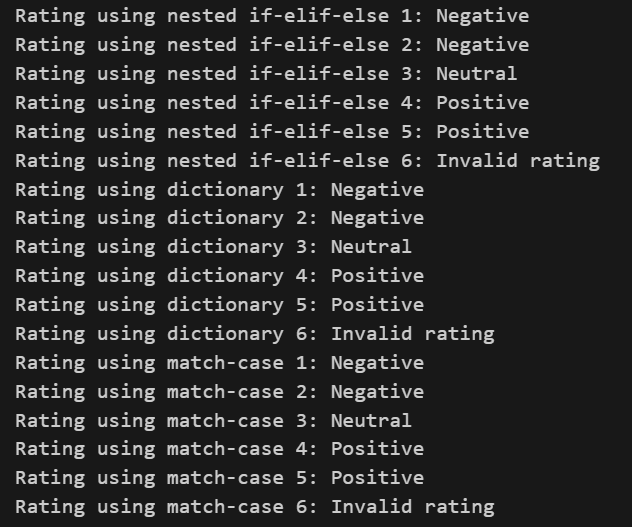 Rating using nested if-elif-else 1: Negative
Rating using nested if-elif-else 2: Negative
Rating using nested if-elif-else 3: Neutral
Rating using nested if-elif-else 4: Positive
Rating using nested if-elif-else 5: Positive
Rating using nested if-elif-else 6: Invalid rating
Rating using dictionary 1: Negative
Rating using dictionary 2: Negative
Rating using dictionary 3: Neutral
Rating using dictionary 4: Positive
Rating using dictionary 5: Positive
Rating using dictionary 6: Invalid rating
Rating using match-case 1: Negative
Rating using match-case 2: Negative
Rating using match-case 3: Neutral
Rating using match-case 4: Positive
Rating using match-case 5: Positive
Rating using match-case 6: Invalid rating